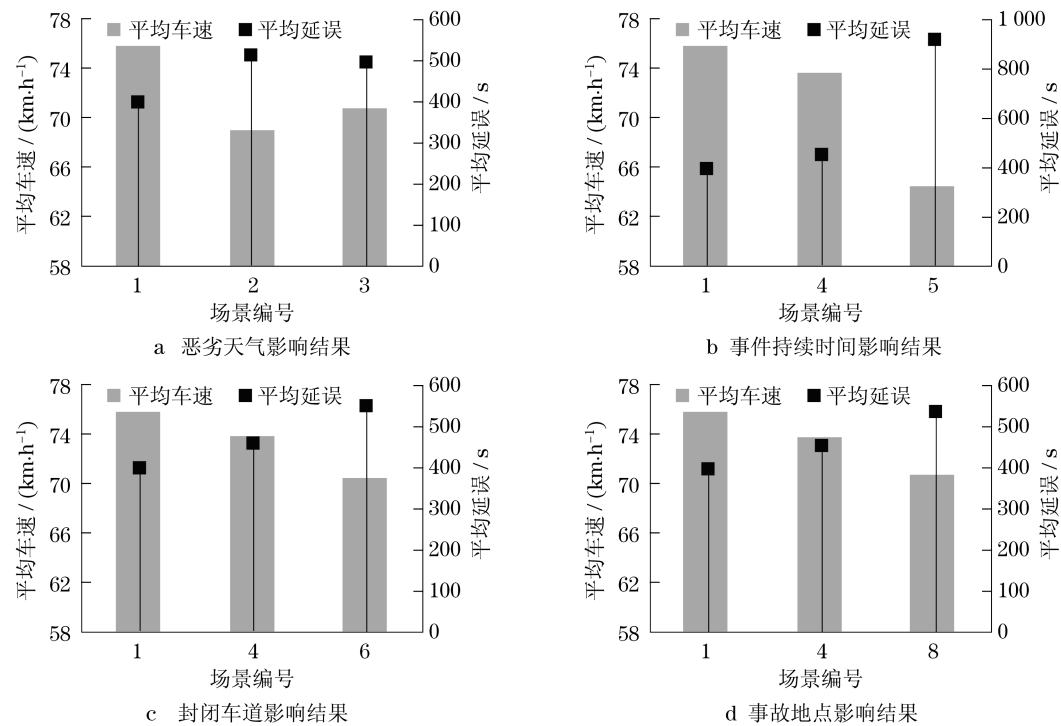 平均车速 平均延误
平均车速 / (km·h⁻¹)
78
74
70
66
62
58
600
500
400
300
200
100
0
平均延误 / s
1 2 3
场景编号
a 恶劣天气影响结果
平均车速 平均延误
平均车速 / (km·h⁻¹)
78
74
70
66
62
58
1 000
800
600
400
200
0
平均延误 / s
1 4 5
场景编号
b 事件持续时间影响结果
平均车速 平均延误
平均车速 / (km·h⁻¹)
78
74
70
66
62
58
600
500
400
300
200
100
0
平均延误 / s
1 4 6
场景编号
c 封闭车道影响结果
平均车速 平均延误
平均车速 / (km·h⁻¹)
78
74
70
66
62
58
600
500
400
300
200
100
0
平均延误 / s
1 4 8
场景编号
d 事故地点影响结果